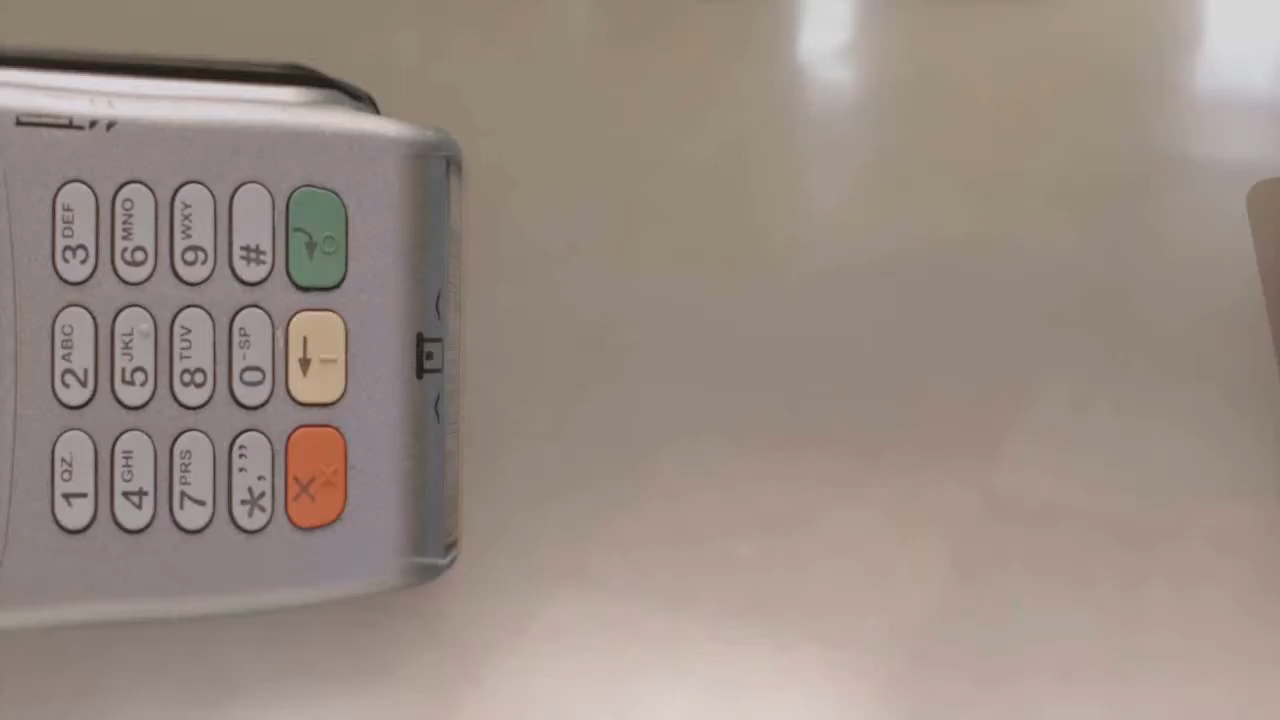 1 QZ.
2 ABC
3 DEF
4 GHI
5 JKL
6 MNO
7 PRS
8 TUV
9 WXY
*,'"
0 -SP
#
X